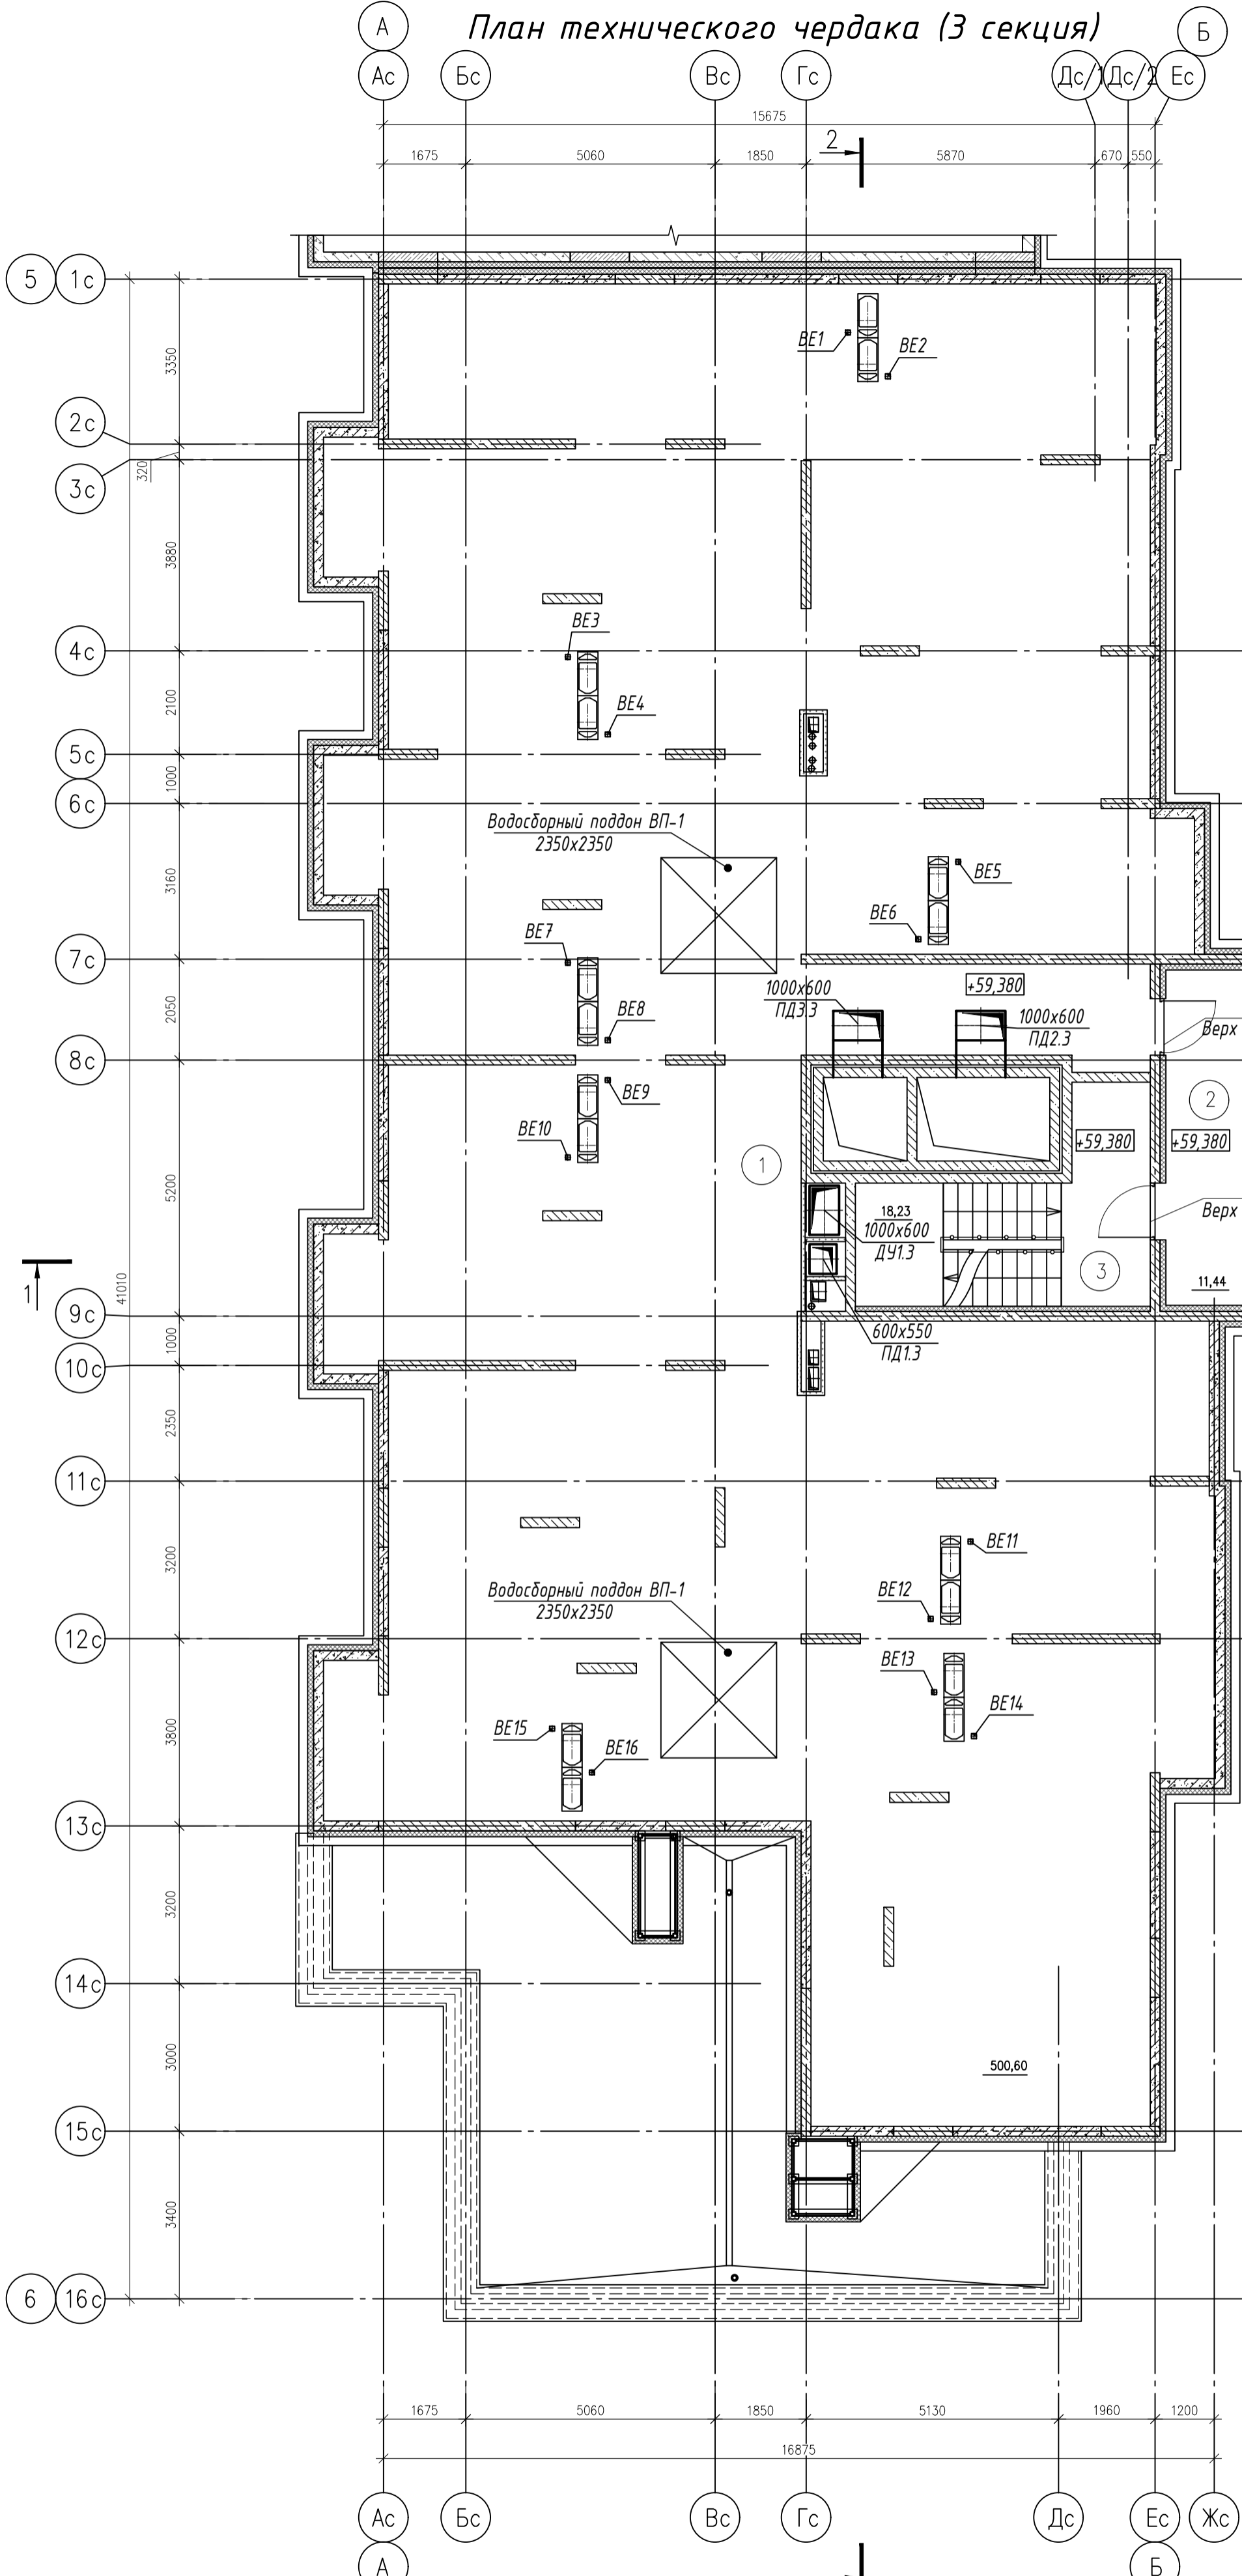 План технического чердака (3 секция)
А
Б
Ас
Бс
Вс
Гс
Дс/1
Дс/2
Ес
15675
1675
5060
1850
2
5870
670
550
5
1с
ВЕ1
ВЕ2
3350
2с
320
3с
3880
ВЕ3
4с
2100
ВЕ4
5с
1000
6с
Водосборный поддон ВП-1
2350х2350
3160
ВЕ5
ВЕ6
ВЕ7
7с
1000х600
ПД3.3
+59,380
2050
ВЕ8
1000х600
ПД2.3
Верх
8с
ВЕ9
2
ВЕ10
+59,380
+59,380
1
5200
18,23
1000х600
ДУ1.3
Верх
3
11,44
1
41010
9с
600х550
ПД1.3
1000
10с
2350
11с
ВЕ11
3200
Водосборный поддон ВП-1
2350х2350
ВЕ12
12с
ВЕ13
ВЕ14
3800
ВЕ15
ВЕ16
13с
3200
14с
3000
500,60
15с
3400
6
16с
1675
5060
1850
5130
1960
1200
16875
Ас
Бс
Вс
Гс
Дс
Ес
Жс
А
Б